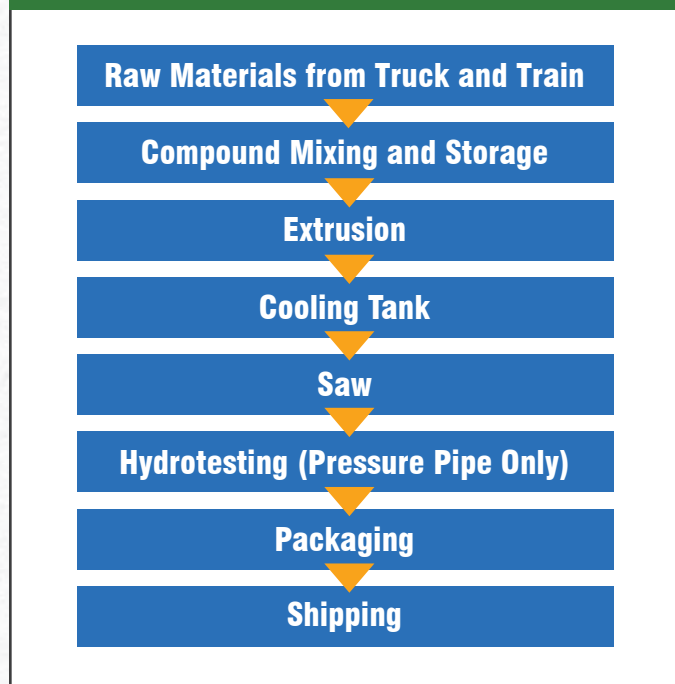 Raw Materials from Truck and Train
Compound Mixing and Storage
Extrusion
Cooling Tank
Saw
Hydrotesting (Pressure Pipe Only)
Packaging
Shipping